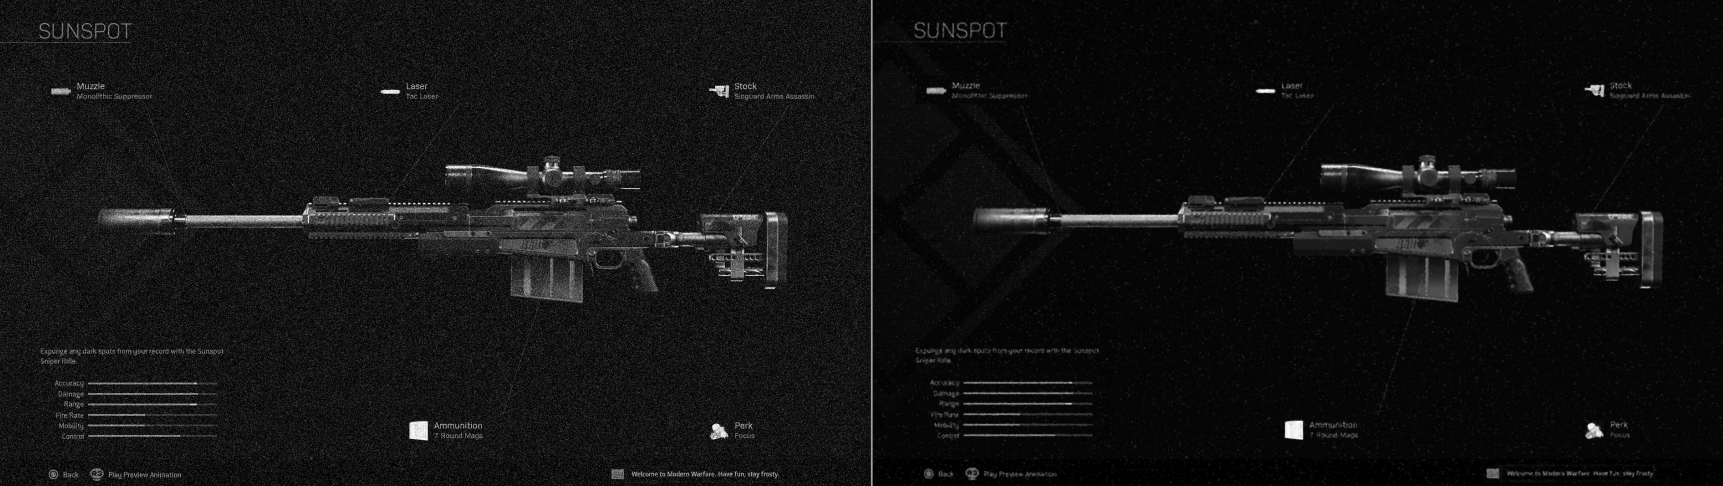 SUNSPOT
Muzzle
Monolithic Suppressor
Laser
Tac Laser
Stock
Singuard Arms Assassin
Expunge any dark spots from your record with the Sunspot
Sniper Rifle.
Accuracy
Damage
Range
Fire Rate
Mobility
Control
Ammunition
7 Round Mags
Perk
Focus
Back
R3 Play Preview Animation
Welcome to Modern Warfare. Have fun, stay frosty.
SUNSPOT
Muzzle
Monolithic Suppressor
Laser
Tac Laser
Stock
Singuard Arms Assassin
Expunge any dark spots from your record with the Sunspot
Sniper Rifle.
Accuracy
Damage
Range
Fire Rate
Mobility
Control
Ammunition
7 Round Mags
Perk
Focus
Back
R3 Play Preview Animation
Welcome to Modern Warfare. Have fun, stay frosty.